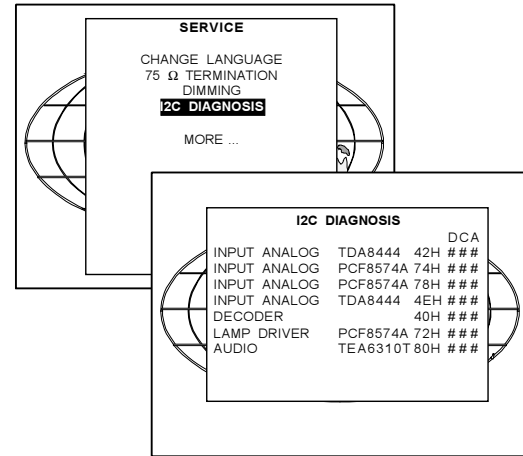 SERVICE
CHANGE LANGUAGE
75 Ω TERMINATION
DIMMING
I2C DIAGNOSIS
MORE ...
I2C DIAGNOSIS
DCA
INPUT ANALOG TDA8444 42H ###
INPUT ANALOG PCF8574A 74H ###
INPUT ANALOG PCF8574A 78H ###
INPUT ANALOG TDA8444 4EH ###
DECODER 40H ###
LAMP DRIVER PCF8574A 72H ###
AUDIO TEA6310T 80H ###